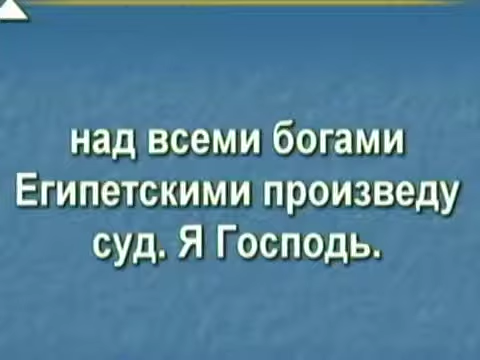 над всеми богами
Египетскими произведу
суд. Я Господь.